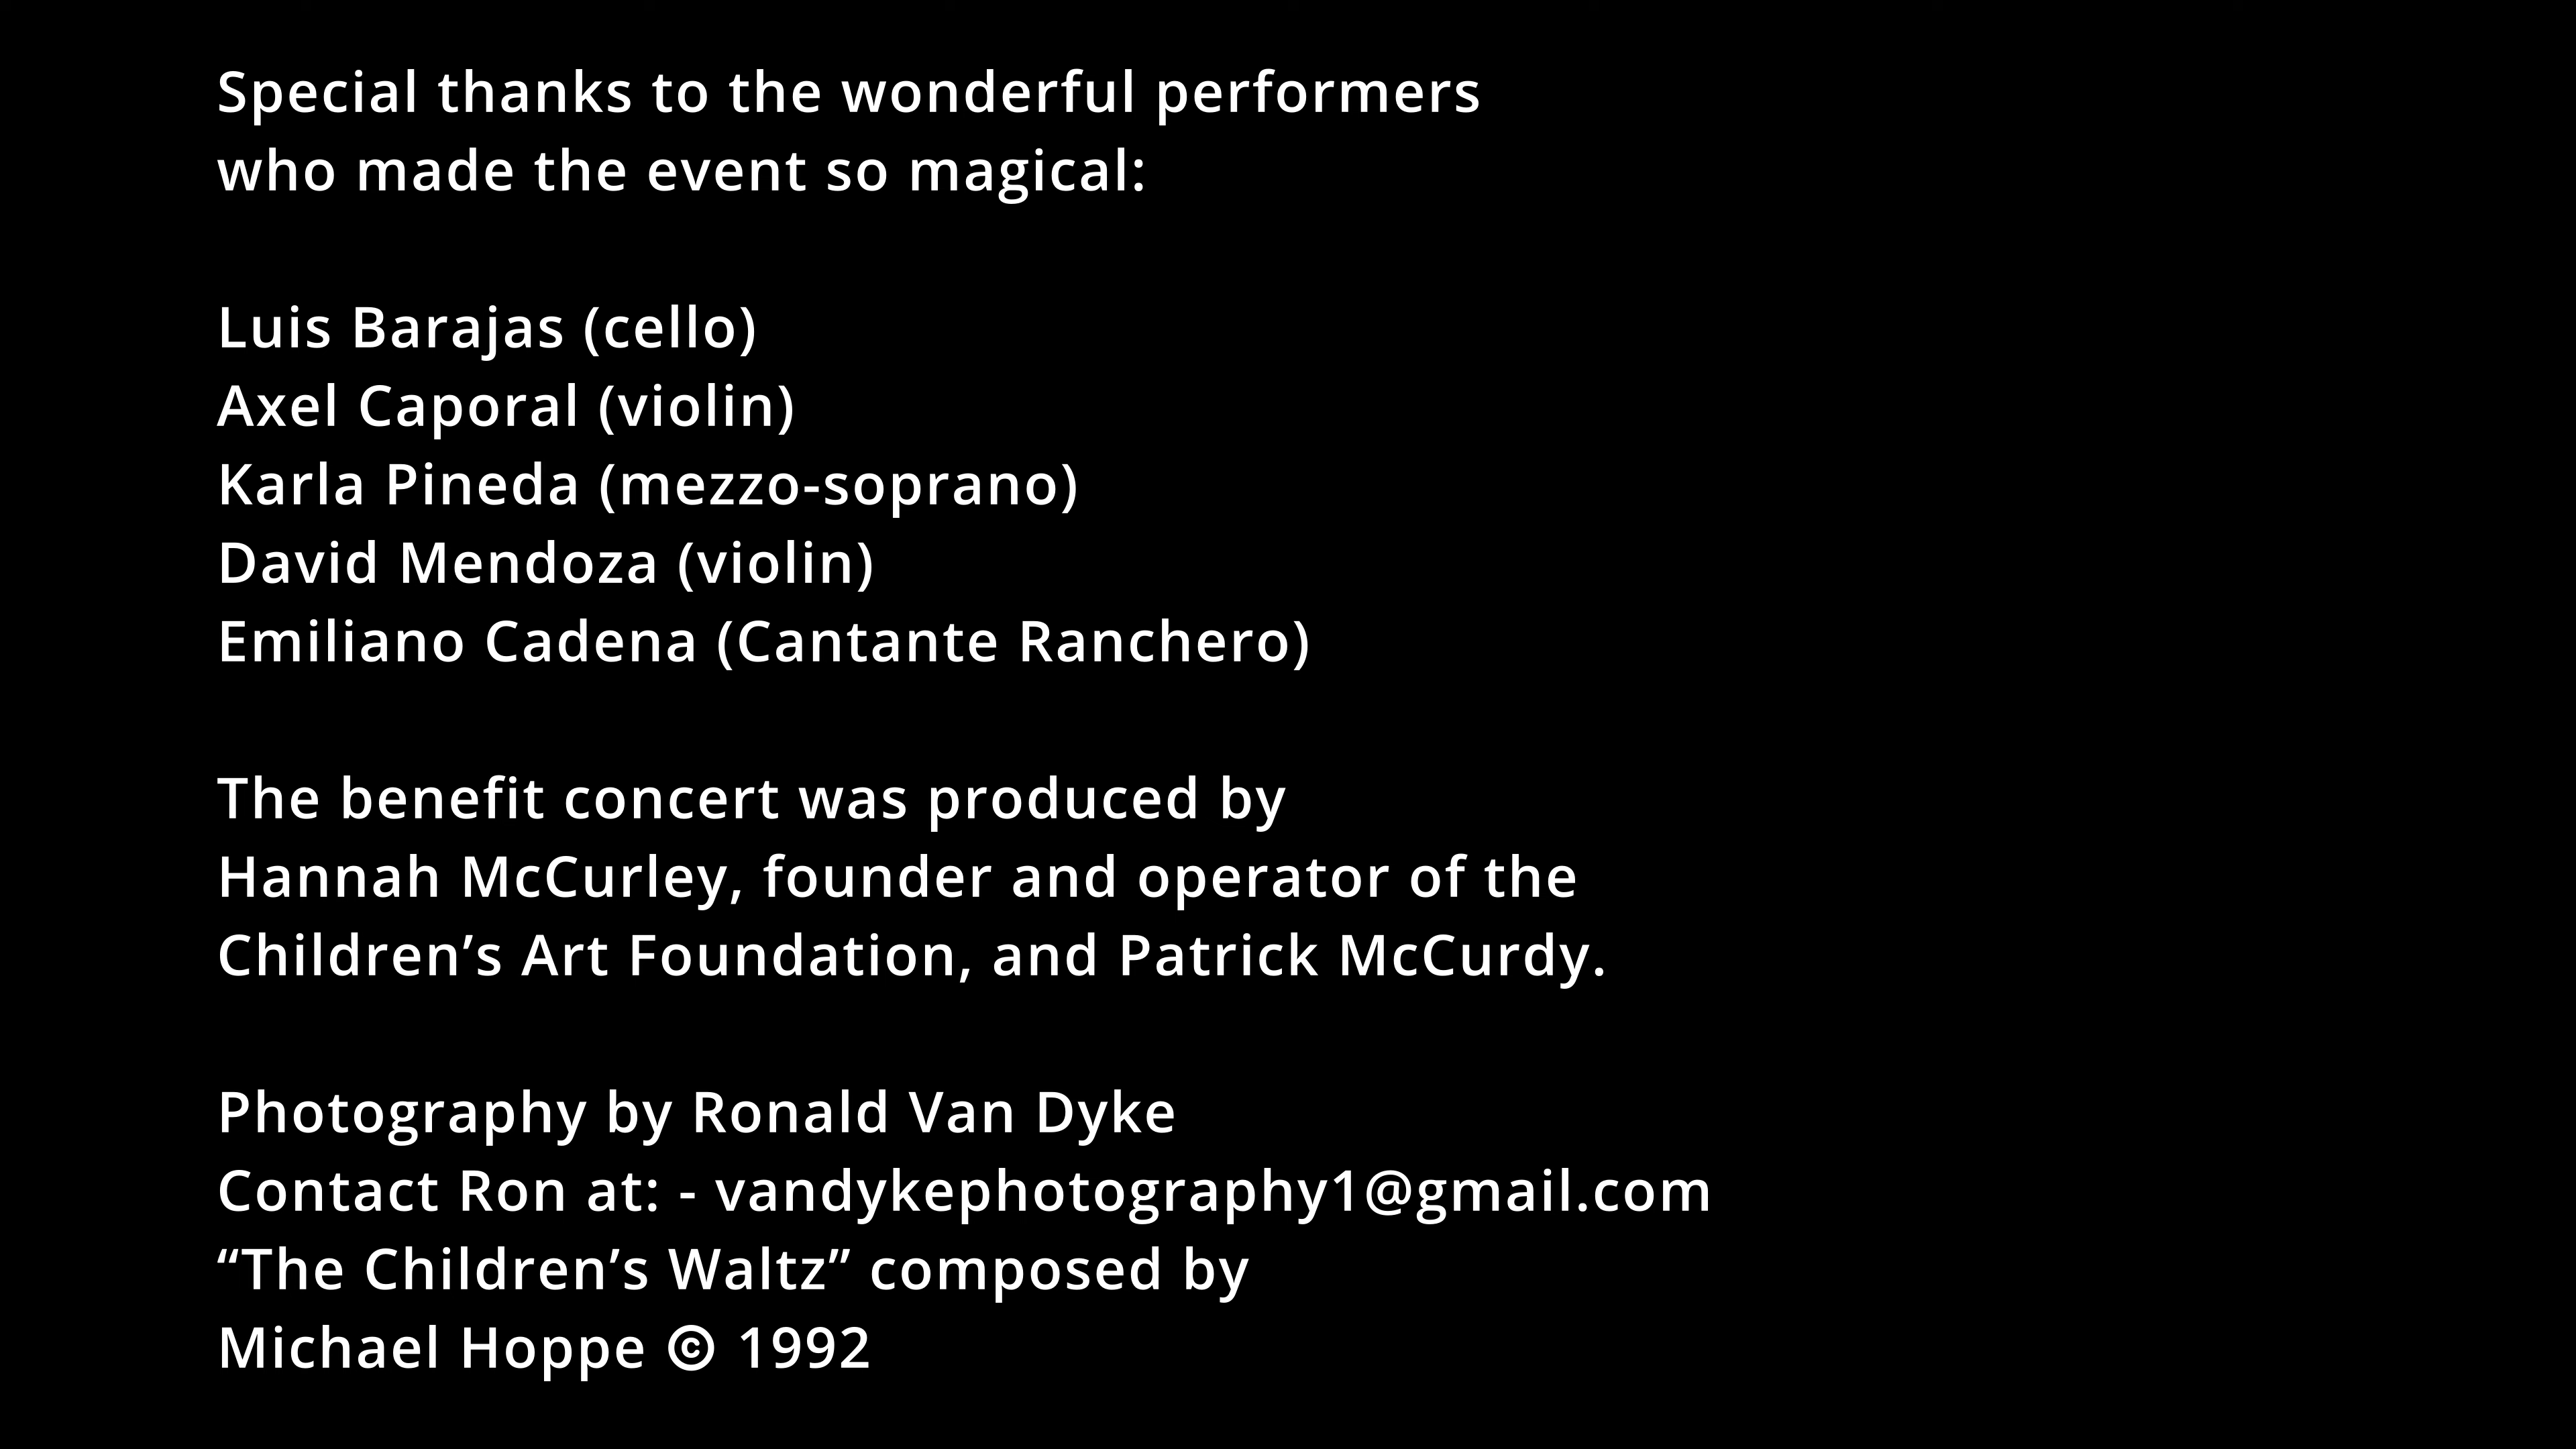 Special thanks to the wonderful performers
who made the event so magical:
Luis Barajas (cello)
Axel Caporal (violin)
Karla Pineda (mezzo-soprano)
David Mendoza (violin)
Emiliano Cadena (Cantante Ranchero)
The benefit concert was produced by
Hannah McCurley, founder and operator of the
Children’s Art Foundation, and Patrick McCurdy.
Photography by Ronald Van Dyke
Contact Ron at: - vandykephotography1@gmail.com
“The Children’s Waltz” composed by
Michael Hoppe © 1992